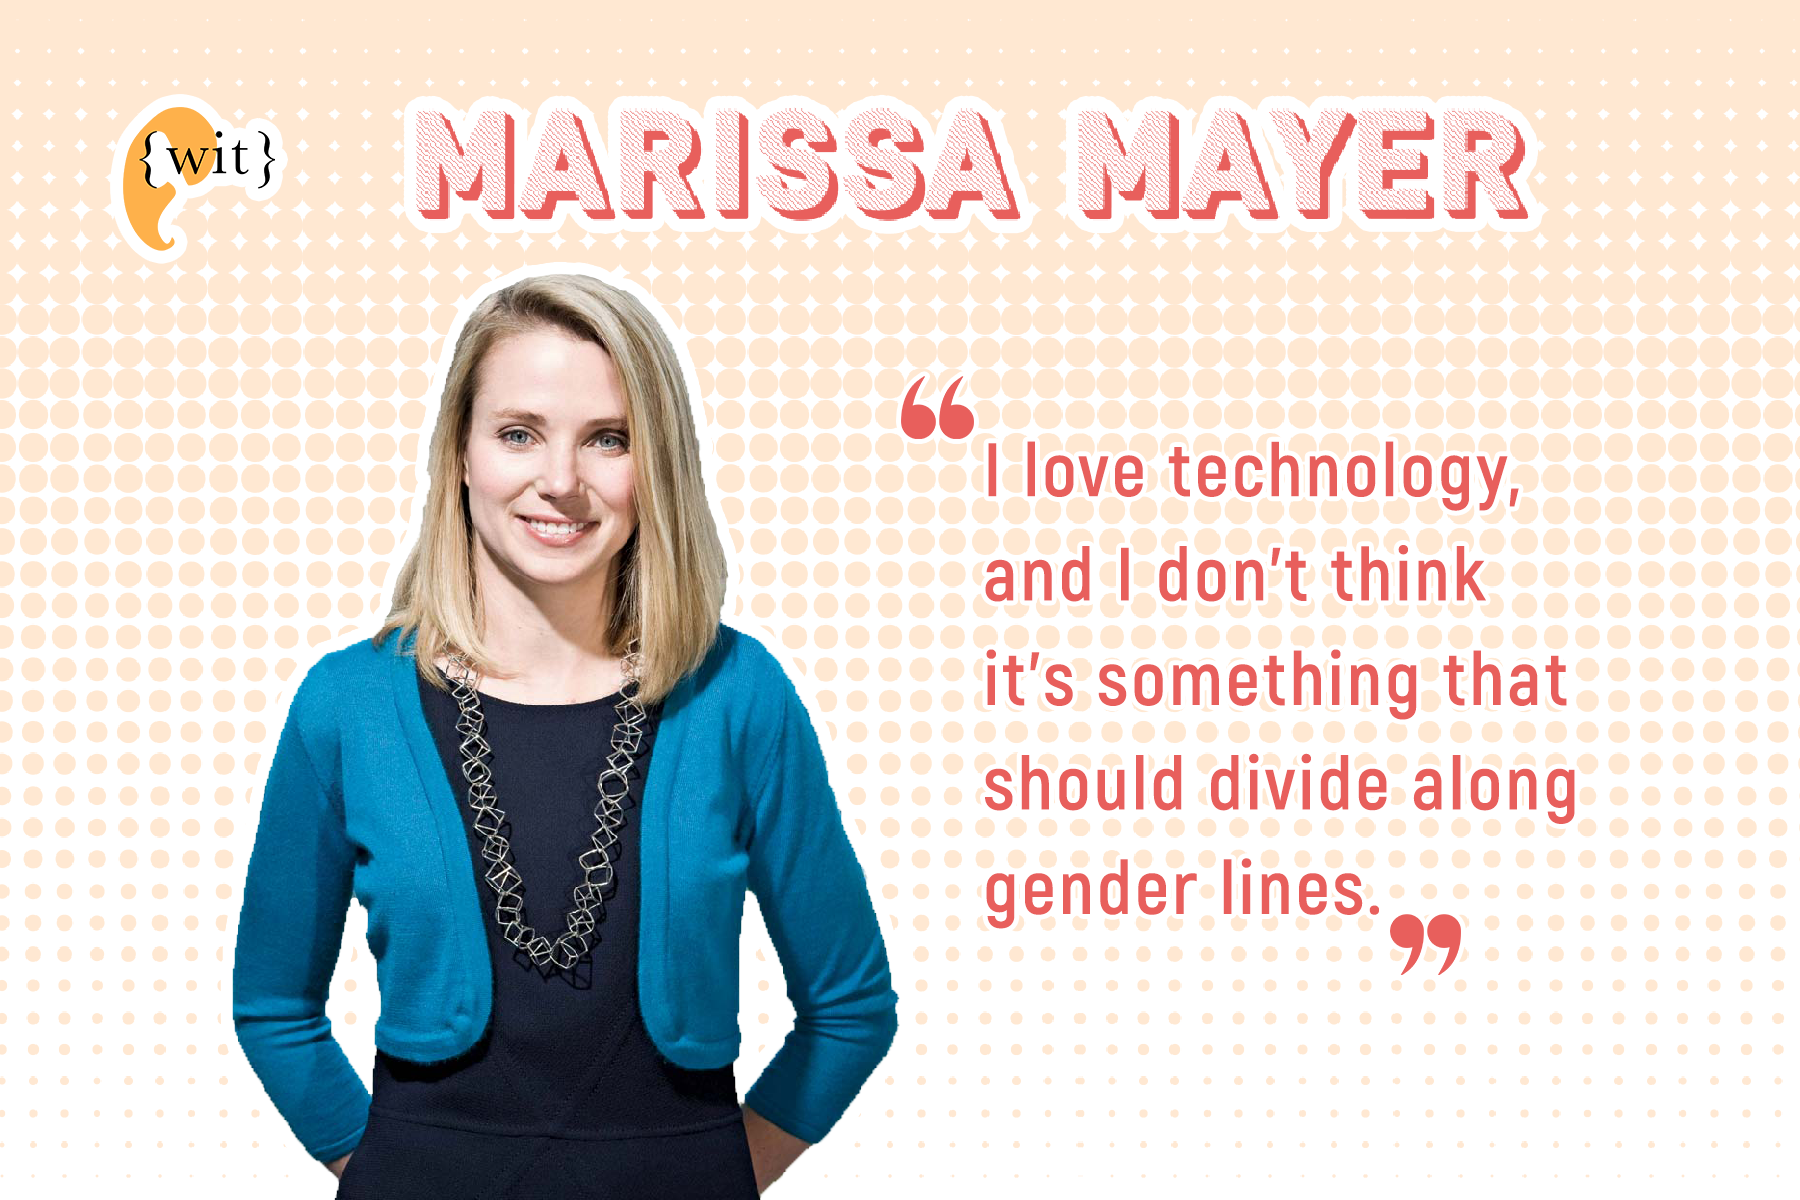 {wit}
MARISSA MAYER
“I love technology,
and I don’t think
it’s something that
should divide along
gender lines.”